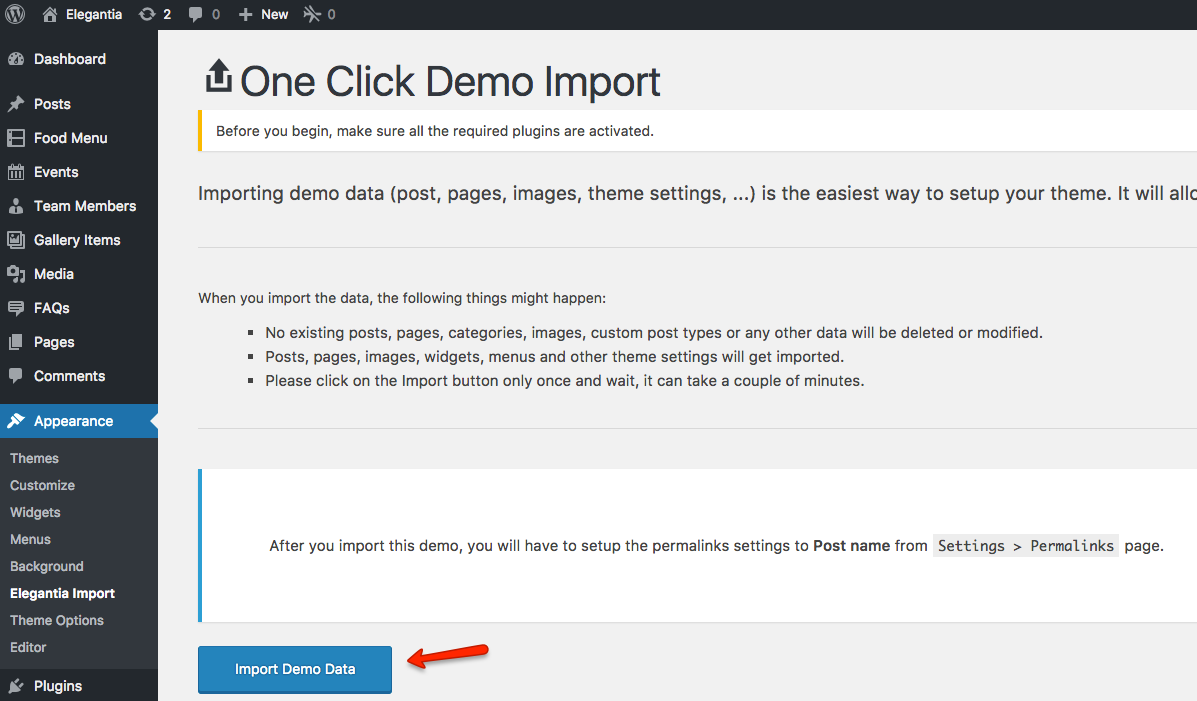 Elegantia 2 0 New 0
Dashboard
Posts
Food Menu
Events
Team Members
Gallery Items
Media
FAQs
Pages
Comments
Appearance
Themes
Customize
Widgets
Menus
Background
Elegantia Import
Theme Options
Editor
Plugins
One Click Demo Import
Before you begin, make sure all the required plugins are activated.
Importing demo data (post, pages, images, theme settings, ...) is the easiest way to setup your theme. It will allo
When you import the data, the following things might happen:
No existing posts, pages, categories, images, custom post types or any other data will be deleted or modified.
Posts, pages, images, widgets, menus and other theme settings will get imported.
Please click on the Import button only once and wait, it can take a couple of minutes.
After you import this demo, you will have to setup the permalinks settings to Post name from Settings > Permalinks page.
Import Demo Data